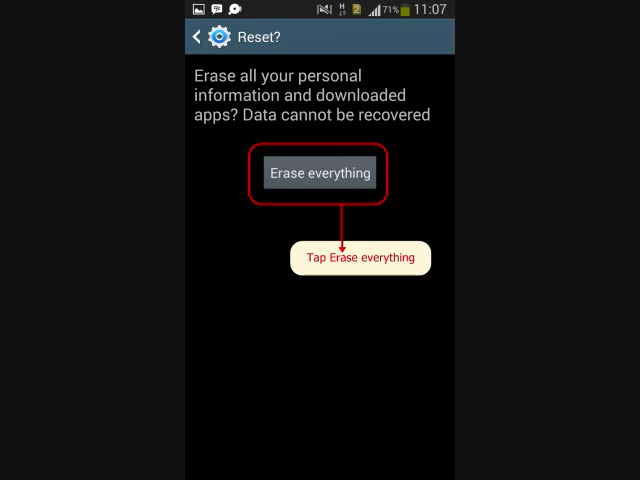 71% 11:07
Reset?
Erase all your personal
information and downloaded
apps? Data cannot be recovered
Erase everything
Tap Erase everything